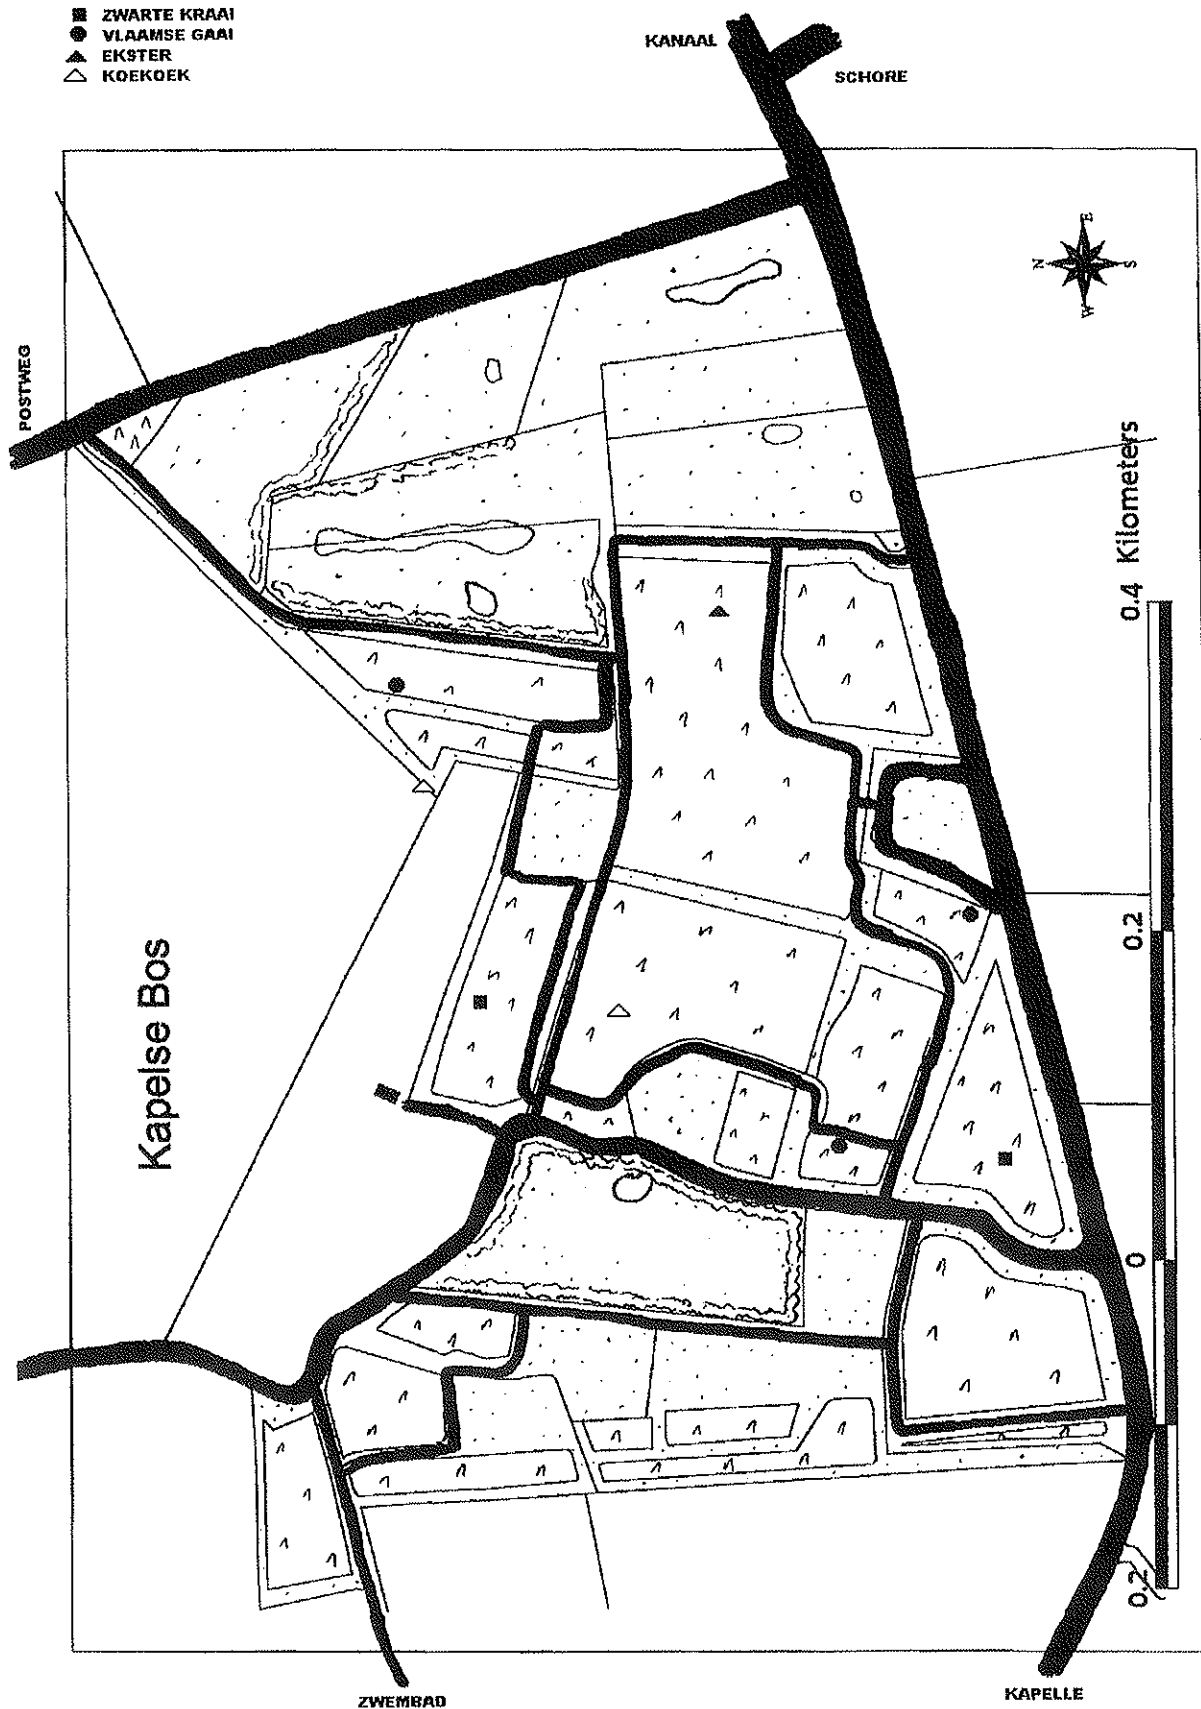 ZWARTE KRAAI
VLAAMSE GAAI
EKSTER
KOEKOEK
KANAAL
SCHORE
POSTWEG
N
E
S
W
Kapelse Bos
0.4 Kilometers
0.2
0
0.2
ZWEMBAD
KAPELLE